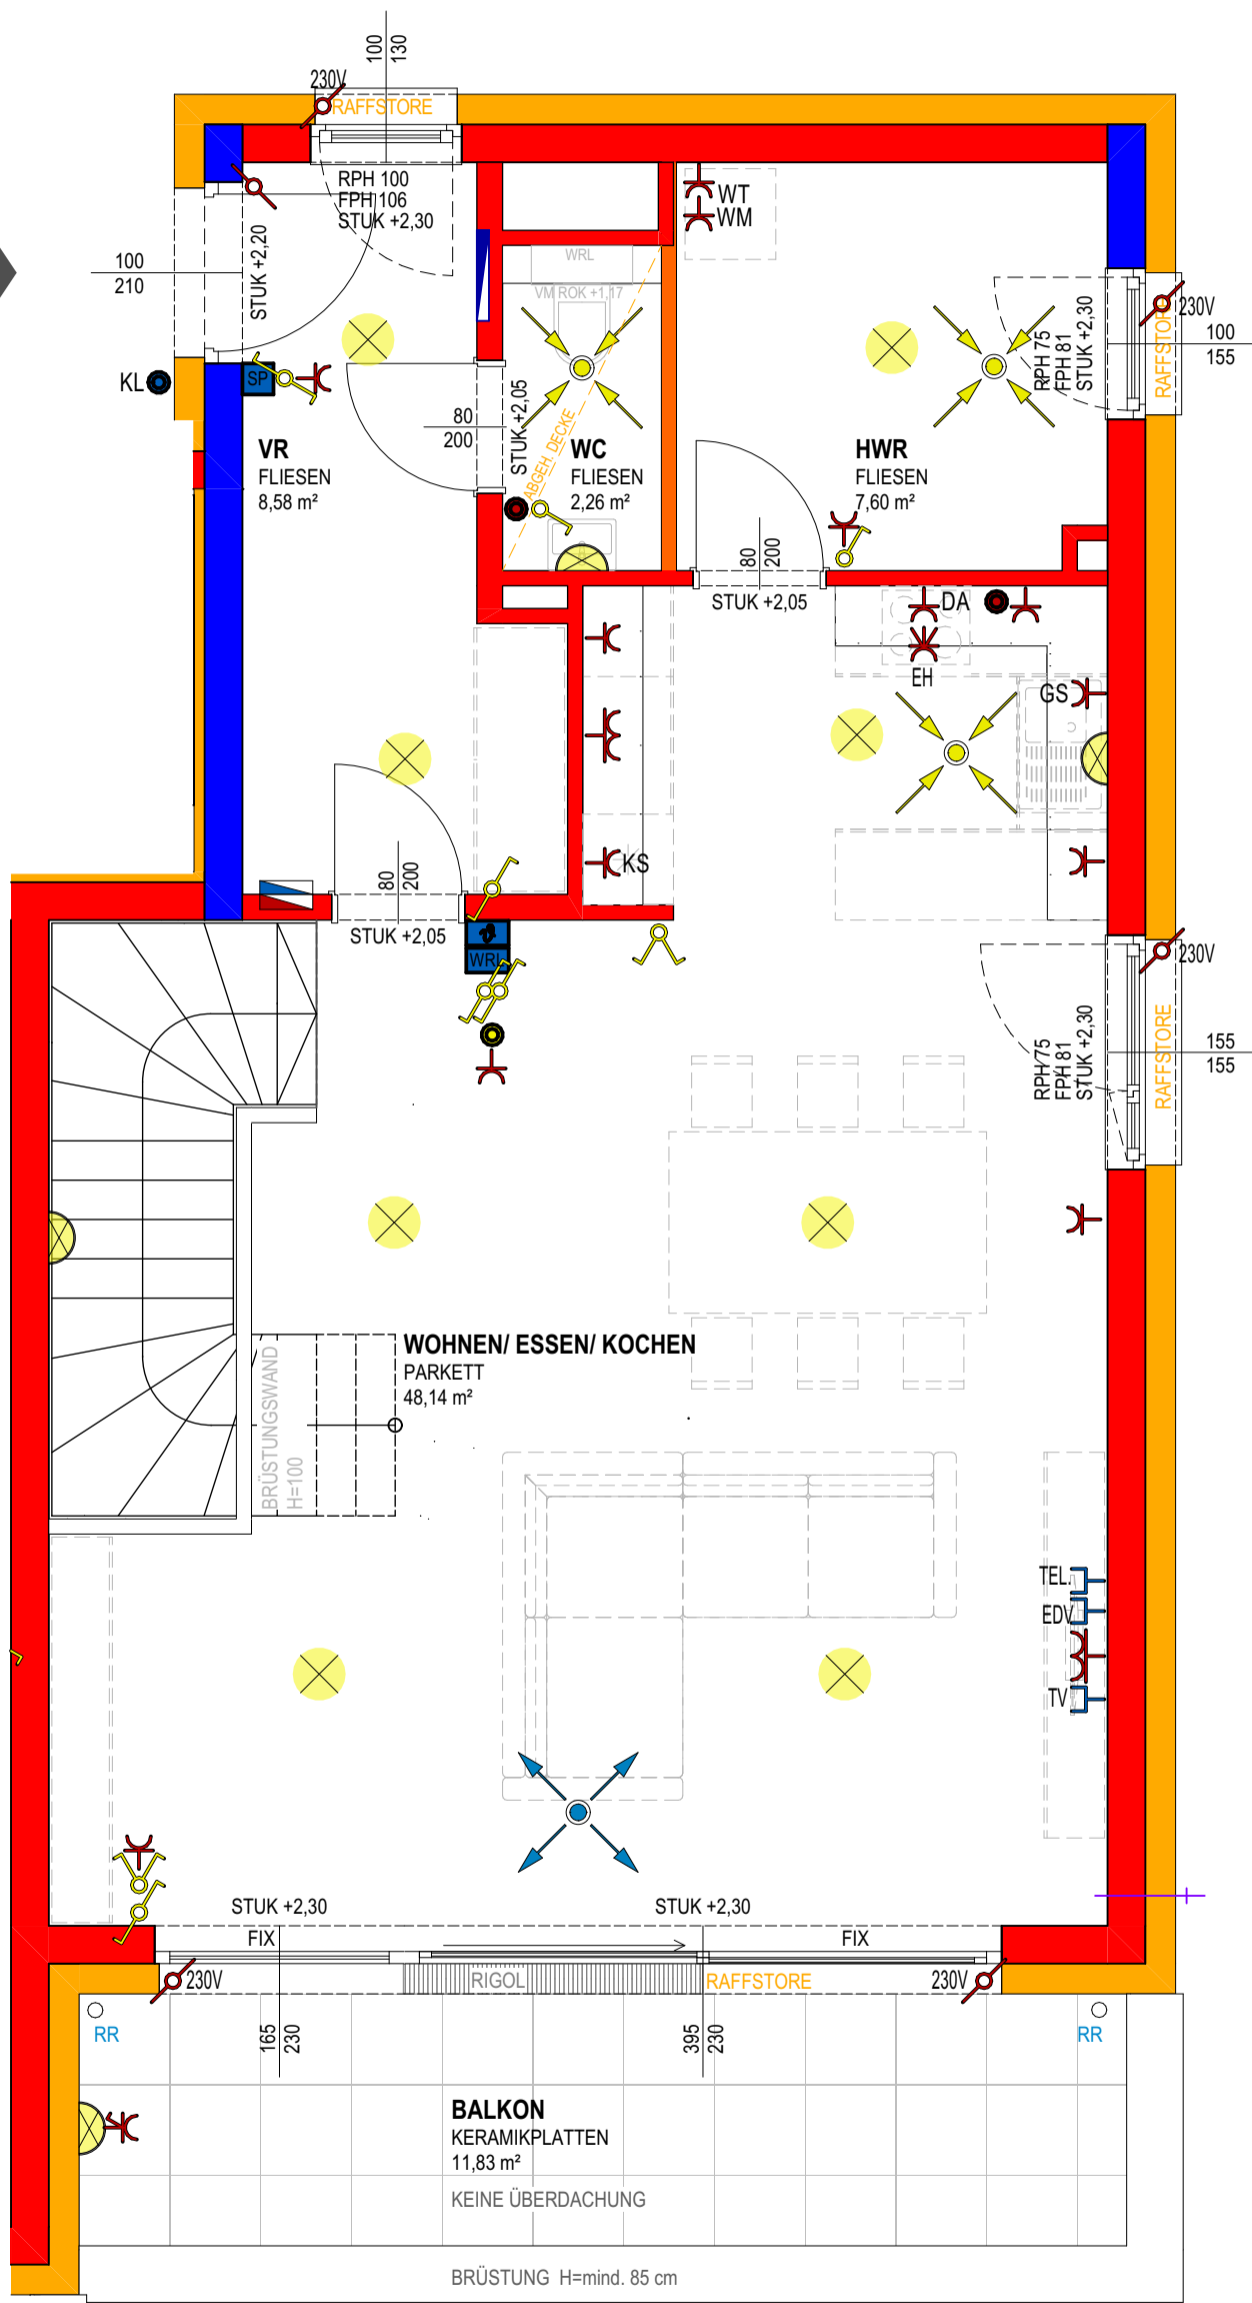 100
130
230V
RAFFSTORE
RPH 100
FPH 106
STUK +2,30
100
210
STUK +2,20
KL
SP
VR
FLIESEN
8,58 m²
80
200
STUK +2,05
WRL
VM ROK +1,17
ABGEH. DECKE
WC
FLIESEN
2,26 m²
WT
WM
HWR
FLIESEN
7,60 m²
RPH 75
FPH 81
STUK +2,30
230V
RAFFSTORE
100
155
80
200
STUK +2,05
DA
EH
GS
KS
80
200
STUK +2,05
WRL
230V
RPH 75
FPH 81
STUK +2,30
RAFFSTORE
155
155
WOHNEN/ ESSEN/ KOCHEN
PARKETT
48,14 m²
BRÜSTUNGSWAND
H=100
TEL.
EDV
TV
STUK +2,30
STUK +2,30
FIX
FIX
230V
RIGOL
RAFFSTORE
230V
RR
RR
165
230
395
230
BALKON
KERAMIKPLATTEN
11,83 m²
KEINE ÜBERDACHUNG
BRÜSTUNG H=mind. 85 cm